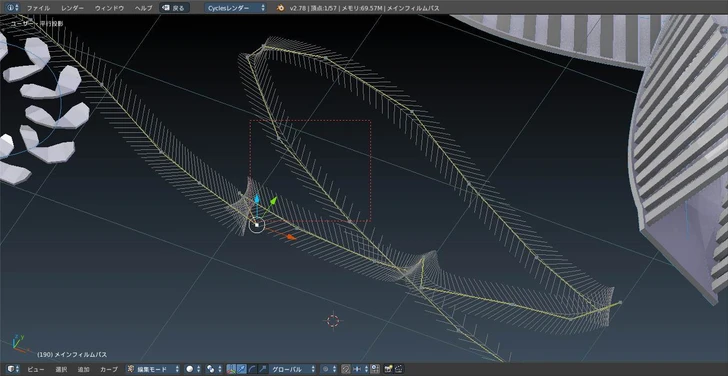 ファイル レンダー ウィンドウ ヘルプ 戻る Cyclesレンダー v2.78 | 頂点:1/57 | メモリ:69.57M | メインフィルムパス
ユーザー・平行投影
(190) メインフィルムパス
ビュー 選択 追加 カーブ 編集モード グローバル